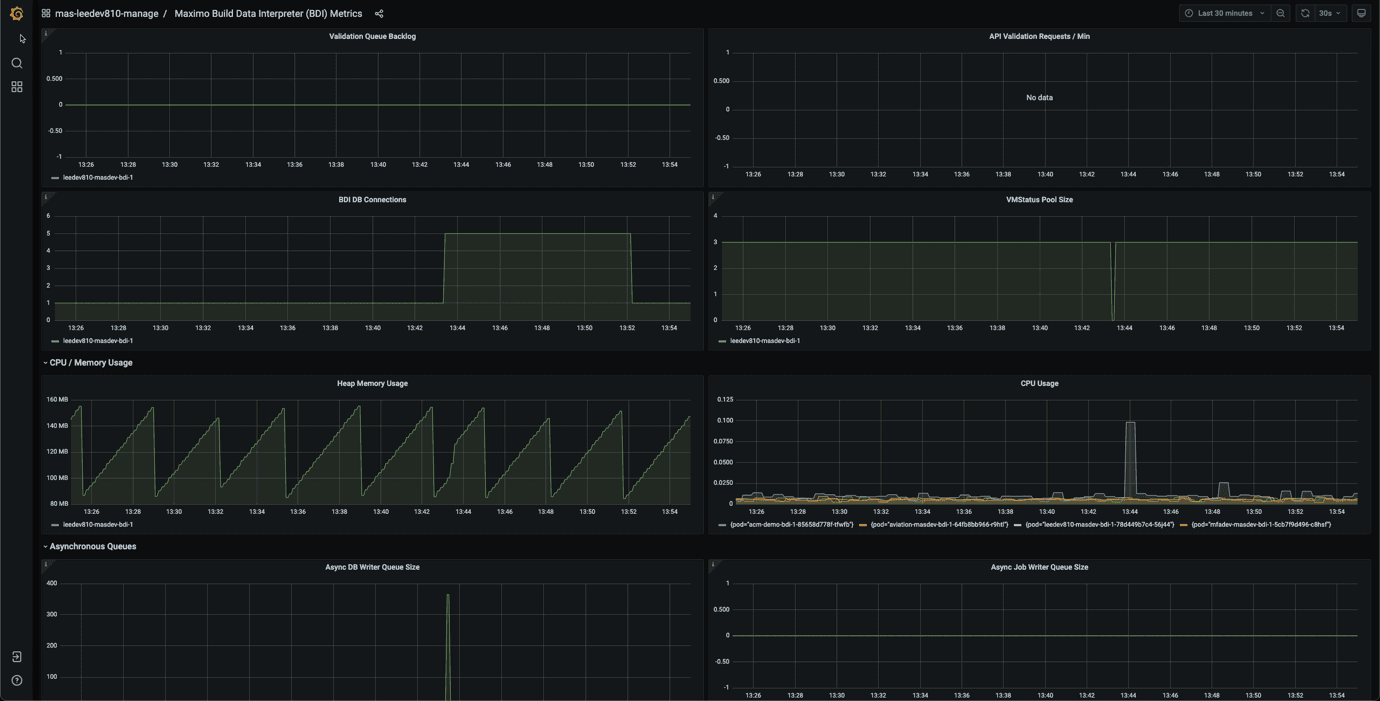 mas-leedev810-manage / Maximo Build Data Interpreter (BDI) Metrics
Last 30 minutes
30s
Validation Queue Backlog
1
0.500
0
-0.50
-1
13:26 13:28 13:30 13:32 13:34 13:36 13:38 13:40 13:42 13:44 13:46 13:48 13:50 13:52 13:54
leedev810-masdev-bdi-1
API Validation Requests / Min
1
0.500
0
-0.50
-1
No data
13:26 13:28 13:30 13:32 13:34 13:36 13:38 13:40 13:42 13:44 13:46 13:48 13:50 13:52 13:54
BDI DB Connections
6
5
4
3
2
1
0
13:26 13:28 13:30 13:32 13:34 13:36 13:38 13:40 13:42 13:44 13:46 13:48 13:50 13:52 13:54
leedev810-masdev-bdi-1
VMStatus Pool Size
4
3
2
1
0
13:26 13:28 13:30 13:32 13:34 13:36 13:38 13:40 13:42 13:44 13:46 13:48 13:50 13:52 13:54
leedev810-masdev-bdi-1
CPU / Memory Usage
Heap Memory Usage
160 MB
140 MB
120 MB
100 MB
80 MB
13:26 13:28 13:30 13:32 13:34 13:36 13:38 13:40 13:42 13:44 13:46 13:48 13:50 13:52 13:54
leedev810-masdev-bdi-1
CPU Usage
0.125
0.100
0.0750
0.0500
0.0250
0
13:26 13:28 13:30 13:32 13:34 13:36 13:38 13:40 13:42 13:44 13:46 13:48 13:50 13:52 13:54
{pod="acm-demo-bdi-1-85658d778f-tfwfb"} {pod="aviation-masdev-bdi-1-64fb8bb966-r9htl"} {pod="leedev810-masdev-bdi-1-78d449b7c4-56j44"} {pod="mfadev-masdev-bdi-1-5cb7f9d496-c8hsf"}
Asynchronous Queues
Async DB Writer Queue Size
400
300
200
100
Async Job Writer Queue Size
1
0.500
0
-0.50
-1
13:26 13:28 13:30 13:32 13:34 13:36 13:38 13:40 13:42 13:44 13:46 13:48 13:50 13:52 13:54